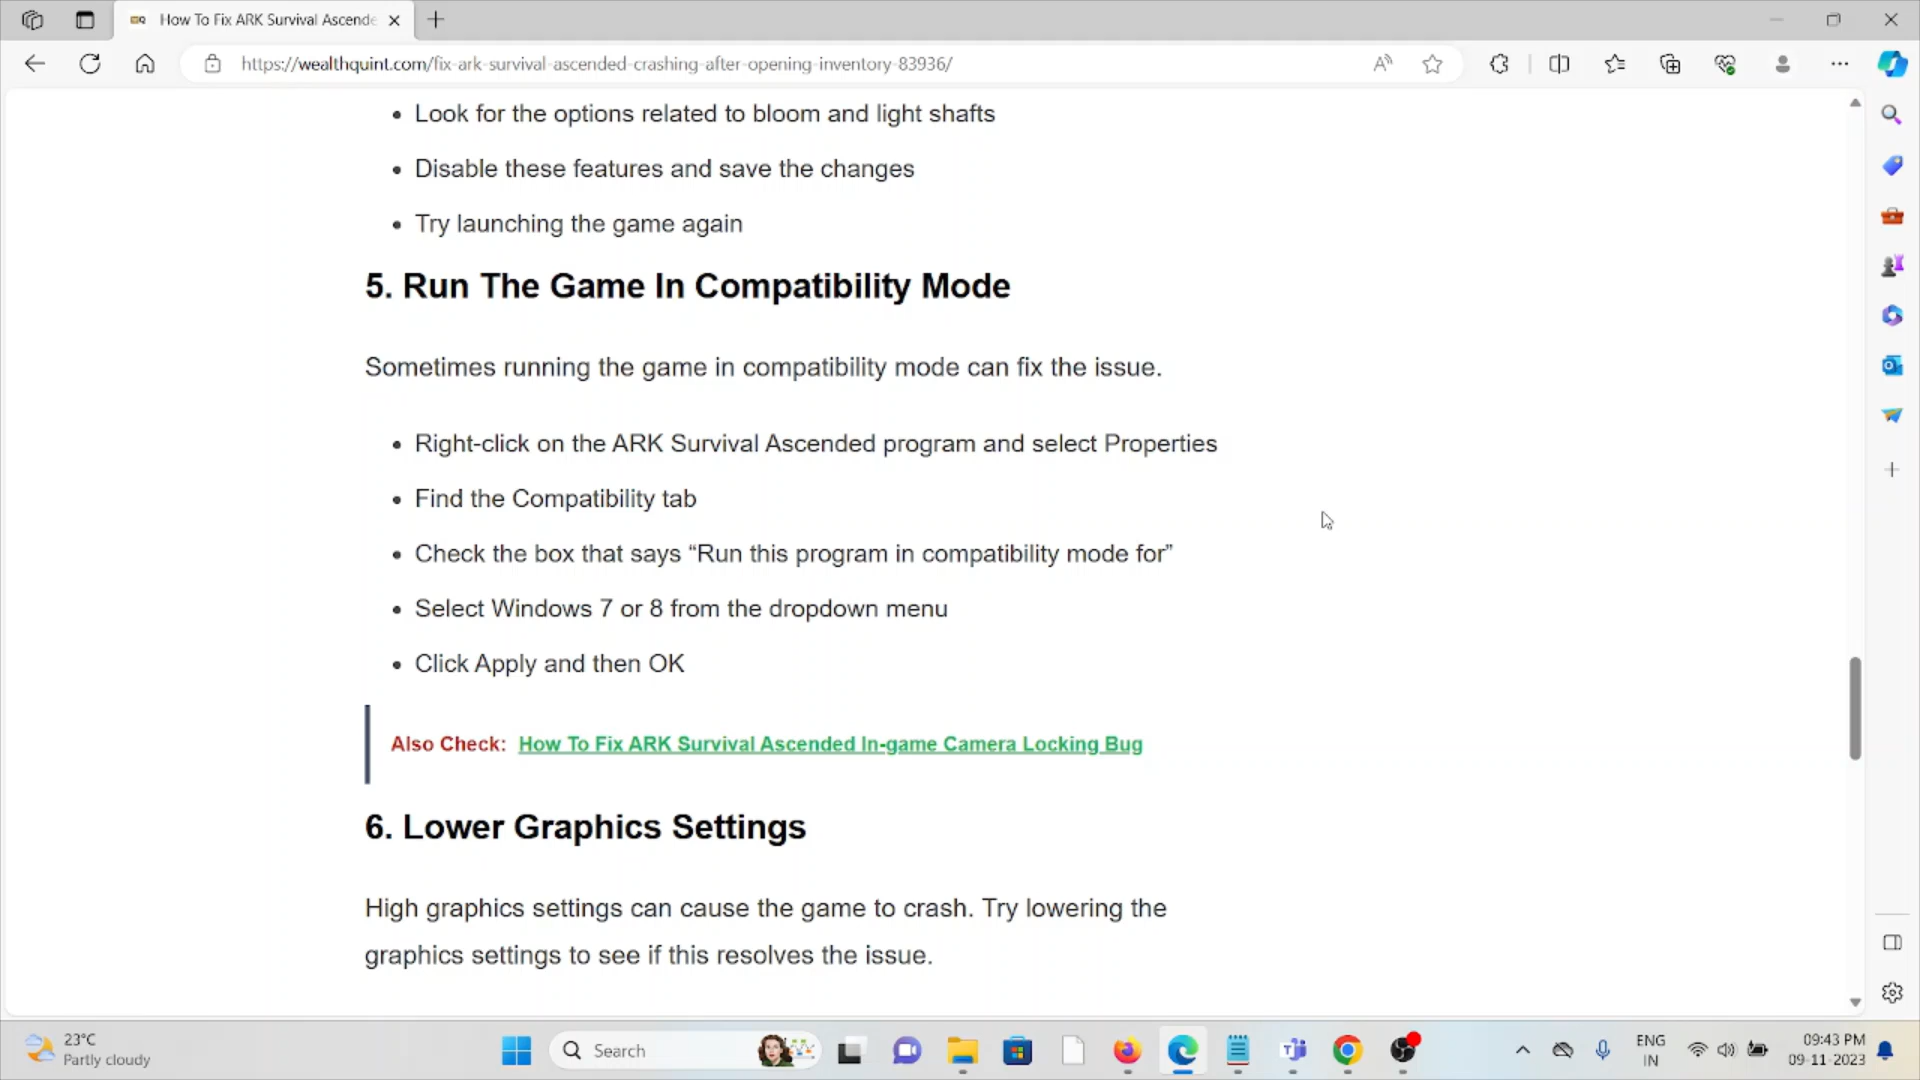 How To Fix ARK Survival Ascende
https://wealthquint.com/fix-ark-survival-ascended-crashing-after-opening-inventory-83936/
Look for the options related to bloom and light shafts
Disable these features and save the changes
Try launching the game again
5. Run The Game In Compatibility Mode
Sometimes running the game in compatibility mode can fix the issue.
Right-click on the ARK Survival Ascended program and select Properties
Find the Compatibility tab
Check the box that says “Run this program in compatibility mode for”
Select Windows 7 or 8 from the dropdown menu
Click Apply and then OK
Also Check: How To Fix ARK Survival Ascended In-game Camera Locking Bug
6. Lower Graphics Settings
High graphics settings can cause the game to crash. Try lowering the
graphics settings to see if this resolves the issue.
23°C
Partly cloudy
Search
ENG
IN
09:43 PM
09-11-2023